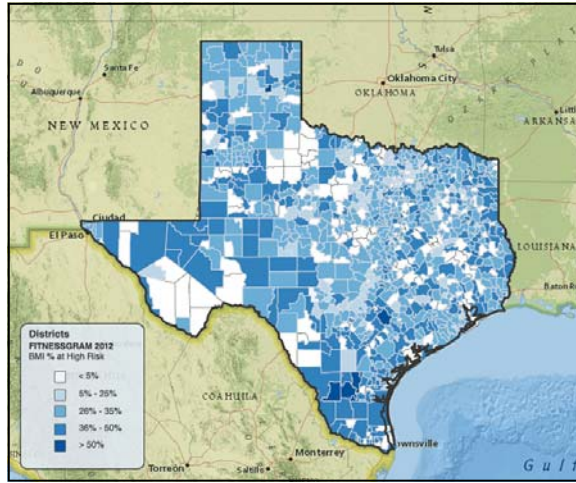 Tulsa
Santa Fe
Oklahoma City
Albuquerque
OKLAHOMA
ARKANSAS
NEW MEXICO
Ciudad
El Paso
LOUISIANA
Baton
Districts
FITNESSGRAM 2012
BMI % at High Risk
< 5%
5% - 25%
26% - 35%
36% - 50%
> 50%
COAHUILA
Monterrey
ownsville
Torreón
Saltillo
Gulf